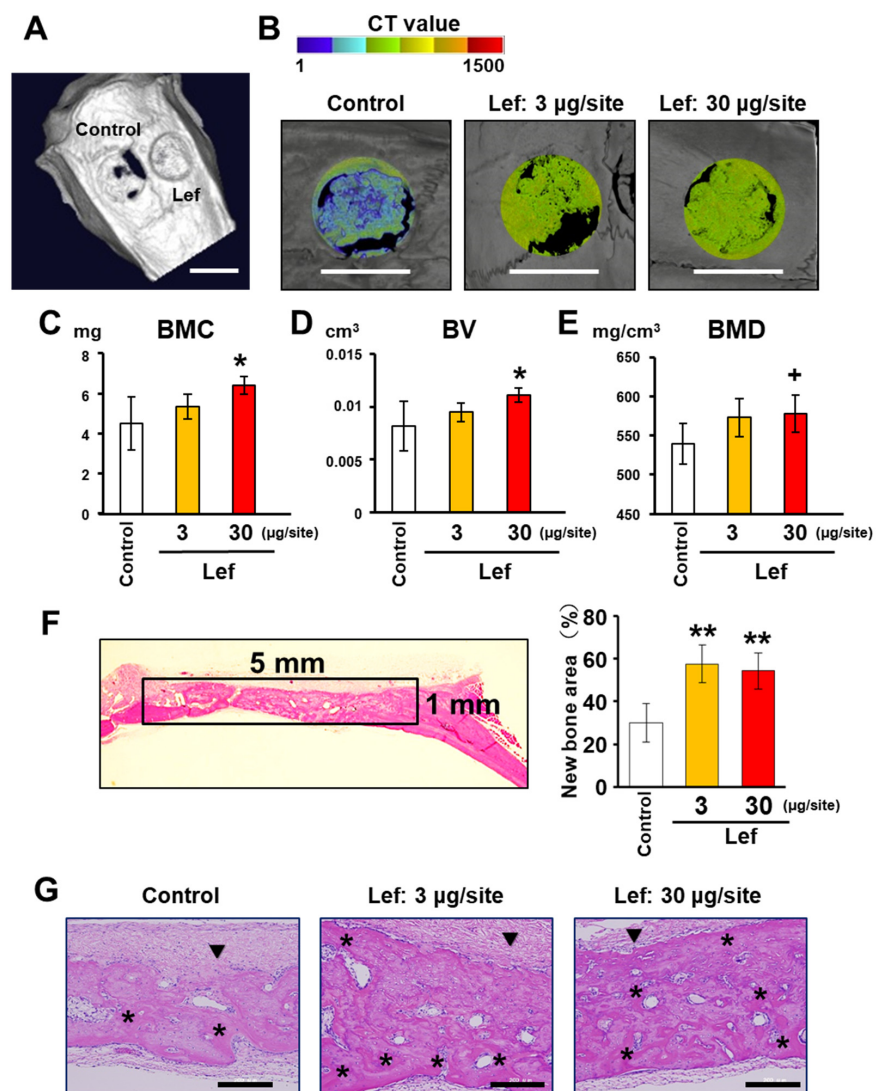 A
Control
Lef
B
CT value
1 1500
Control Lef: 3 µg/site Lef: 30 µg/site
C
mg BMC
8
6
4
2
0
*
Control 3 30 (µg/site)
Lef
D
cm³ BV
0.015
0.01
0.005
0
*
Control 3 30 (µg/site)
Lef
E
mg/cm³ BMD
650
600
550
500
450
+
Control 3 30 (µg/site)
Lef
F
5 mm
1 mm
New bone area (%)
80
60
40
20
0
** **
Control 3 30 (µg/site)
Lef
G
Control Lef: 3 µg/site Lef: 30 µg/site
* *
* * * * *
* * * * *